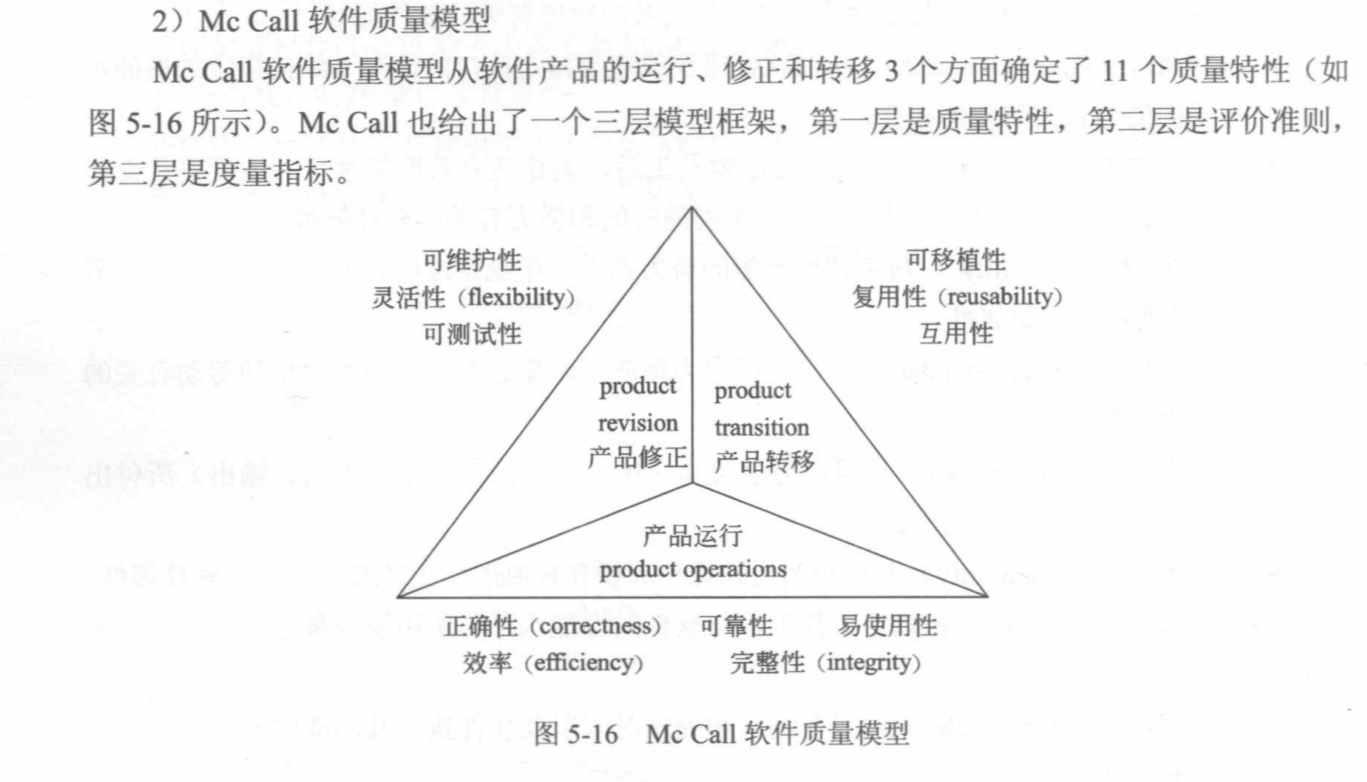 2）Mc Call 软件质量模型
Mc Call 软件质量模型从软件产品的运行、修正和转移 3 个方面确定了 11 个质量特性（如
图 5-16 所示）。Mc Call 也给出了一个三层模型框架，第一层是质量特性，第二层是评价准则，
第三层是度量指标。
可维护性
灵活性（flexibility）
可测试性
可移植性
复用性（reusability）
互用性
product
revision
产品修正
product
transition
产品转移
产品运行
product operations
正确性（correctness） 可靠性 易使用性
效率（efficiency） 完整性（integrity）
图 5-16 Mc Call 软件质量模型